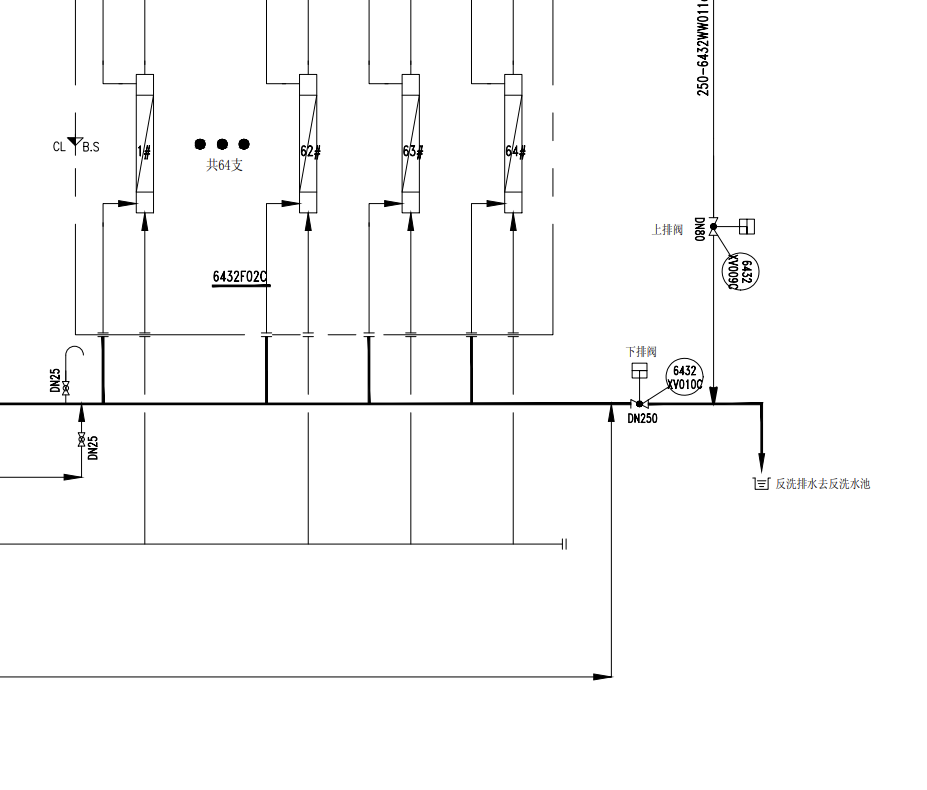 250-6432WW011
CL
B.S
1#
62#
63#
64#
共64支
上排阀
DN80
6432
XV009C
6432F02C
下排阀
6432
XV010C
DN25
DN250
DN25
反洗排水去反洗水池